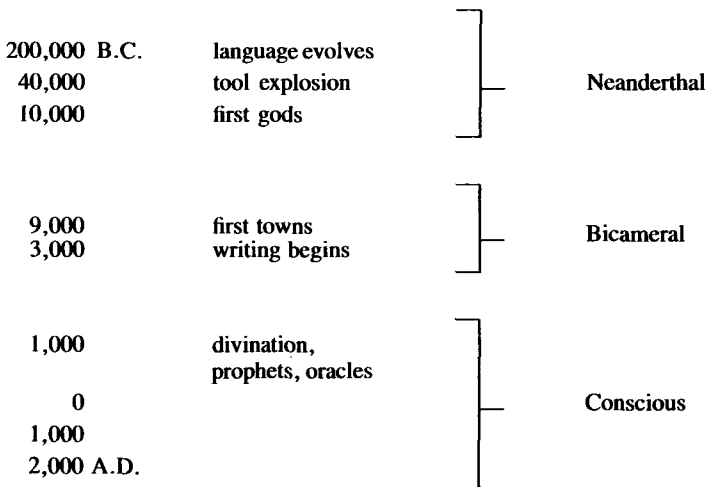 200,000 B.C. language evolves
40,000 tool explosion Neanderthal
10,000 first gods
9,000 first towns Bicameral
3,000 writing begins
1,000 divination,
prophets, oracles
0 Conscious
1,000
2,000 A.D.